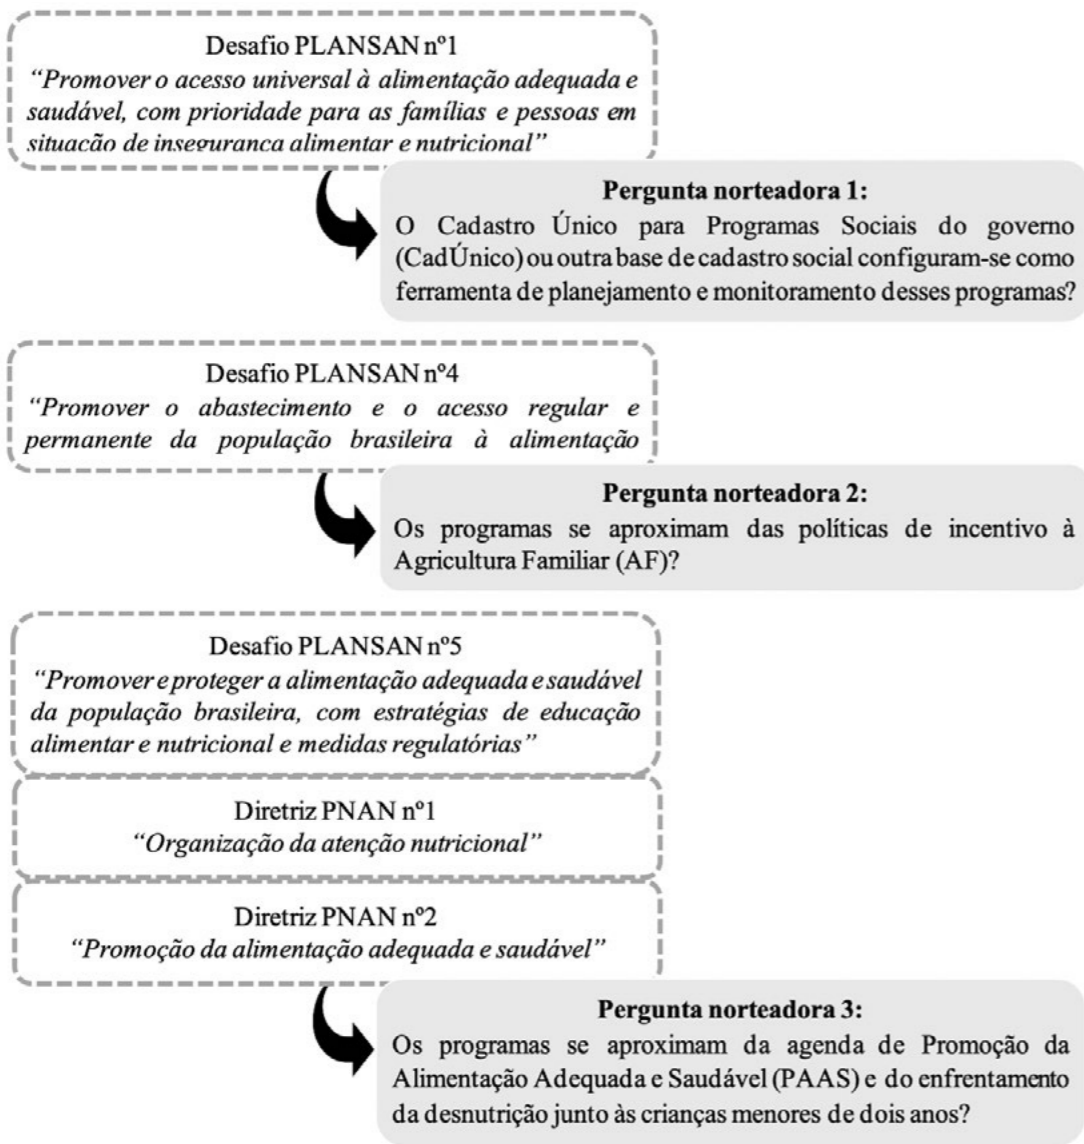 Desafio PLANSAN nº1
“Promover o acesso universal à alimentação adequada e
saudável, com prioridade para as famílias e pessoas em
situação de insegurança alimentar e nutricional”
Pergunta norteadora 1:
O Cadastro Único para Programas Sociais do governo
(CadÚnico) ou outra base de cadastro social configuram-se como
ferramenta de planejamento e monitoramento desses programas?
Desafio PLANSAN nº4
“Promover o abastecimento e o acesso regular e
permanente da população brasileira à alimentação
Pergunta norteadora 2:
Os programas se aproximam das políticas de incentivo à
Agricultura Familiar (AF)?
Desafio PLANSAN nº5
“Promover e proteger a alimentação adequada e saudável
da população brasileira, com estratégias de educação
alimentar e nutricional e medidas regulatórias”
Diretriz PNAN nº1
“Organização da atenção nutricional”
Diretriz PNAN nº2
“Promoção da alimentação adequada e saudável”
Pergunta norteadora 3:
Os programas se aproximam da agenda de Promoção da
Alimentação Adequada e Saudável (PAAS) e do enfrentamento
da desnutrição junto às crianças menores de dois anos?